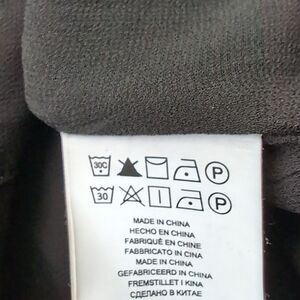 30C P
30 P
MADE IN CHINA
HECHO EN CHINA
FABRIQUÉ EN CHINE
FABBRICATO IN CINA
MADE IN CHINA
GEFABRICEERD IN CHINA
FREMSTILLET I KINA
СДЕЛАНО В КИТАЕ